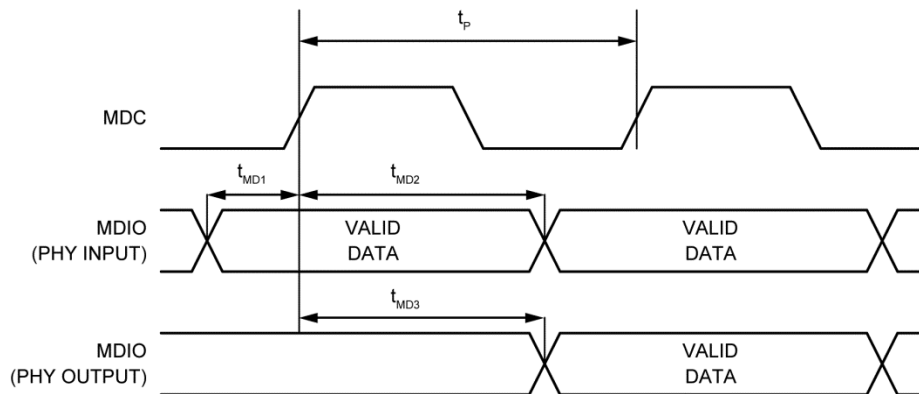 tP
MDC
tMD1
tMD2
MDIO
(PHY INPUT)
VALID
DATA
VALID
DATA
tMD3
MDIO
(PHY OUTPUT)
VALID
DATA